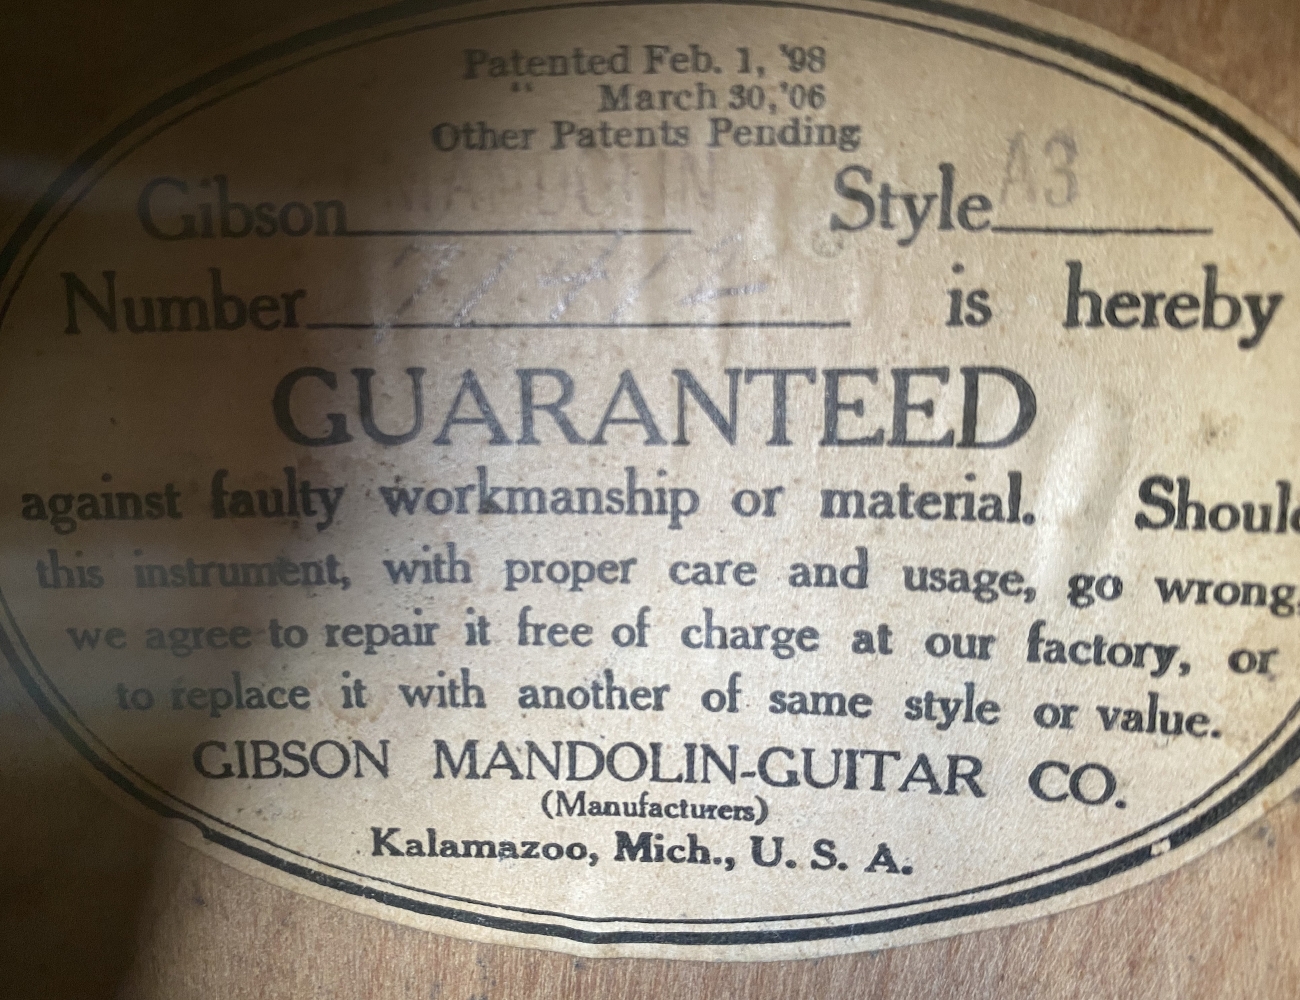 Patented Feb. 1, '98
" March 30, '06
Other Patents Pending
Gibson MANDOLIN Style A3
Number is hereby
GUARANTEED
against faulty workmanship or material. Should
this instrument, with proper care and usage, go wrong,
we agree to repair it free of charge at our factory, or
to replace it with another of same style or value.
GIBSON MANDOLIN-GUITAR CO.
(Manufacturers)
Kalamazoo, Mich., U. S. A.